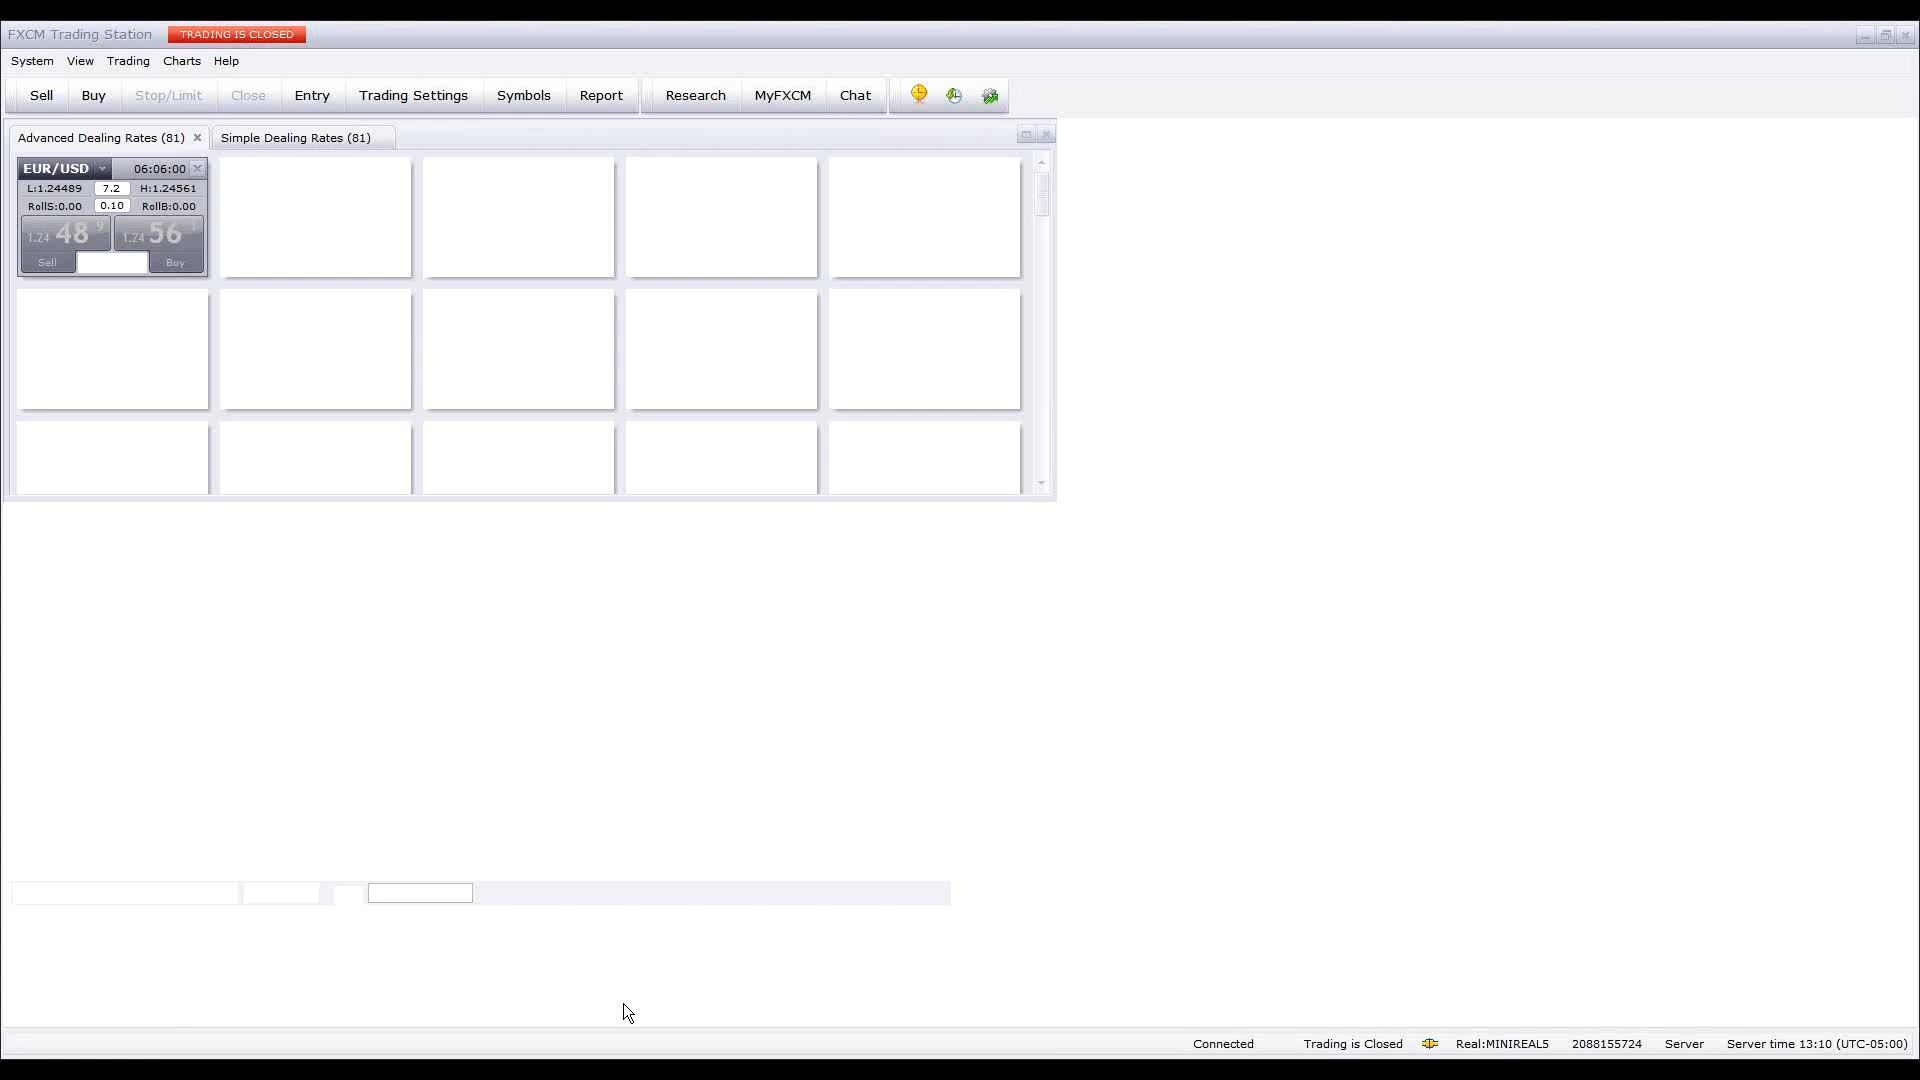 FXCM Trading Station TRADING IS CLOSED
System View Trading Charts Help
Sell Buy Stop/Limit Close Entry Trading Settings Symbols Report Research MyFXCM Chat
Advanced Dealing Rates (81) Simple Dealing Rates (81)
EUR/USD 06:06:00
L:1.24489 7.2 H:1.24561
RollS:0.00 0.10 RollB:0.00
1.24 48 9 1.24 56 1
Sell Buy
Connected Trading is Closed Real:MINIREAL5 2088155724 Server Server time 13:10 (UTC-05:00)